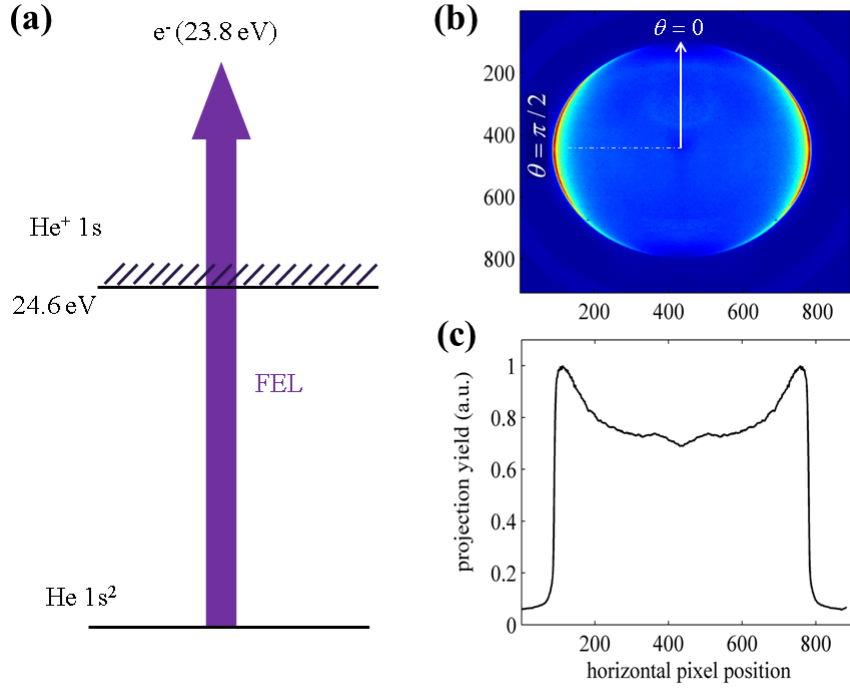 (a)
e⁻ (23.8 eV)
He⁺ 1s
24.6 eV
FEL
He 1s²
(b)
θ = 0
θ = π / 2
200
400
600
800
200 400 600 800
(c)
projection yield (a.u.)
1
0.8
0.6
0.4
0.2
0
200 400 600 800
horizontal pixel position